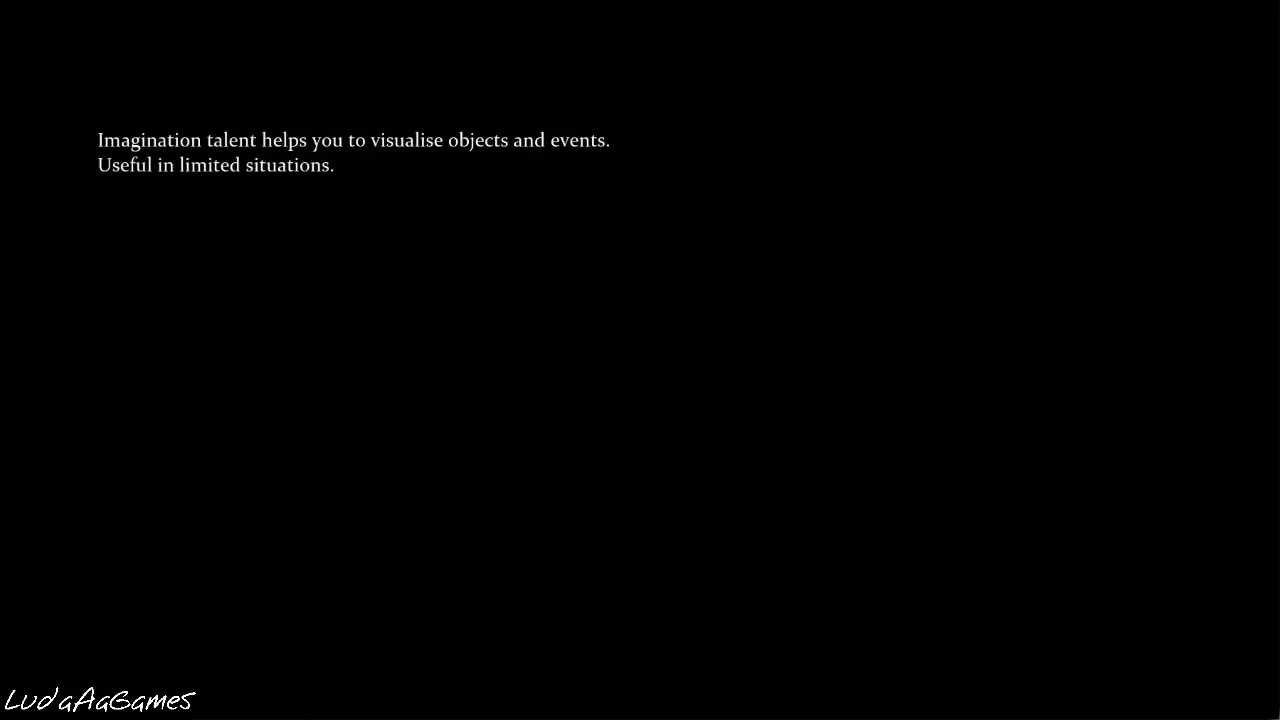 Imagination talent helps you to visualise objects and events.
Useful in limited situations.
LudaAaGames